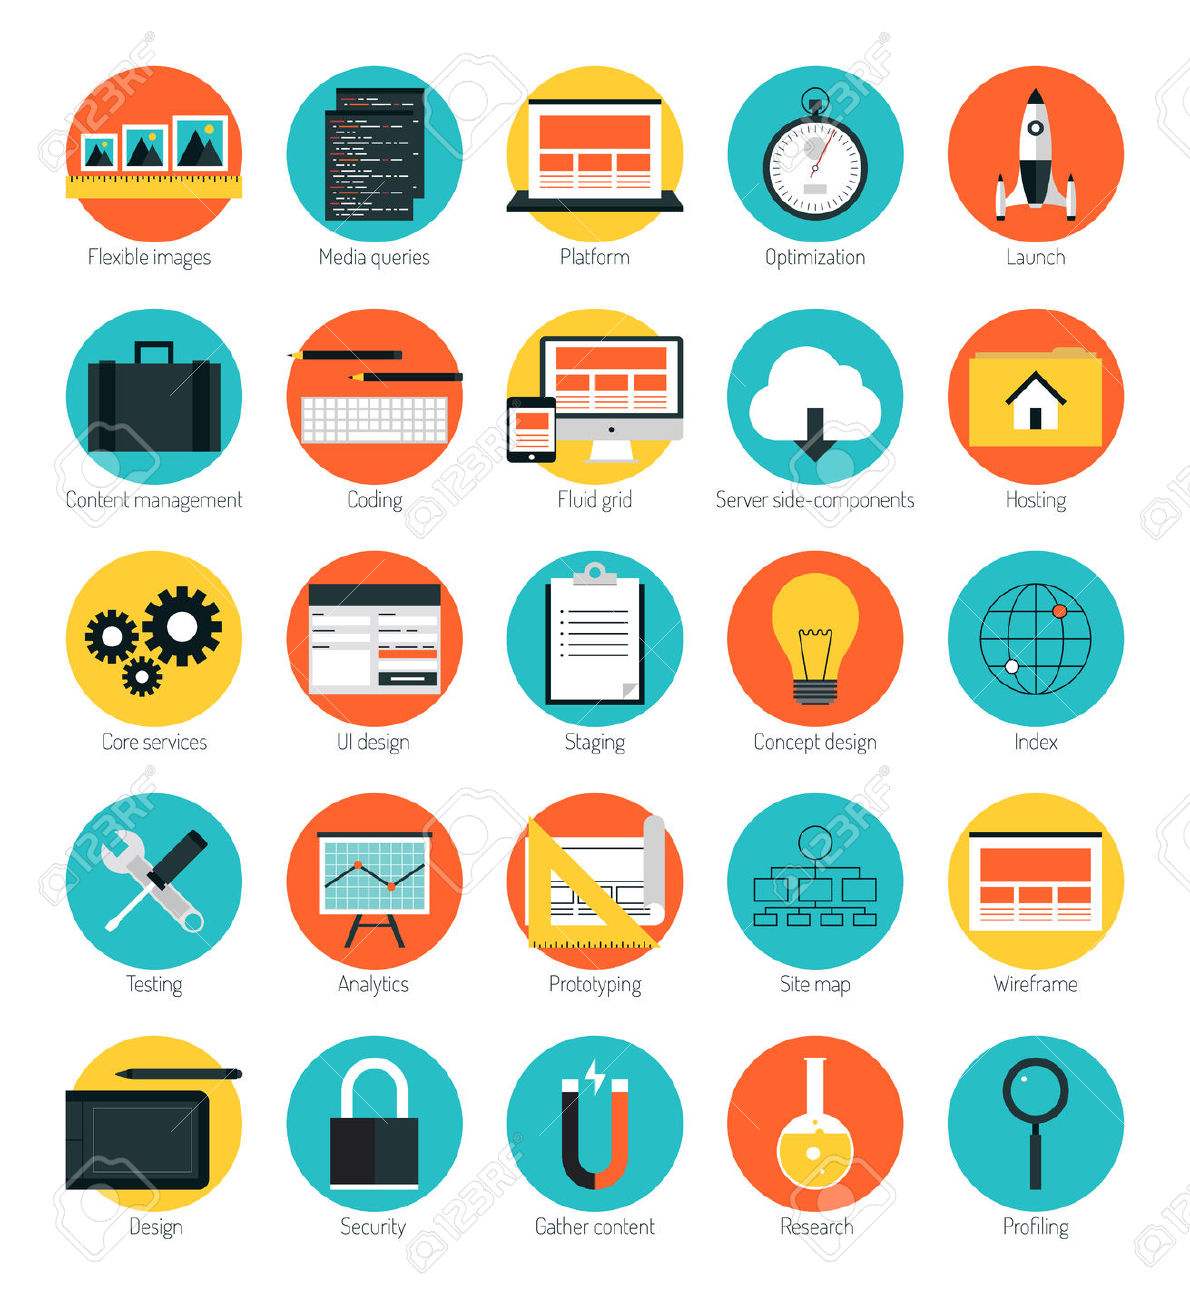 Flexible images
Media queries
Platform
Optimization
Launch
Content management
Coding
Fluid grid
Server side-components
Hosting
Core services
UI design
Staging
Concept design
Index
Testing
Analytics
Prototyping
Site map
Wireframe
Design
Security
Gather content
Research
Profiling
123RF